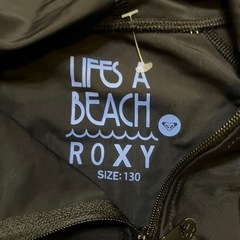 LIFES A
BEACH
ROXY
SIZE: 130